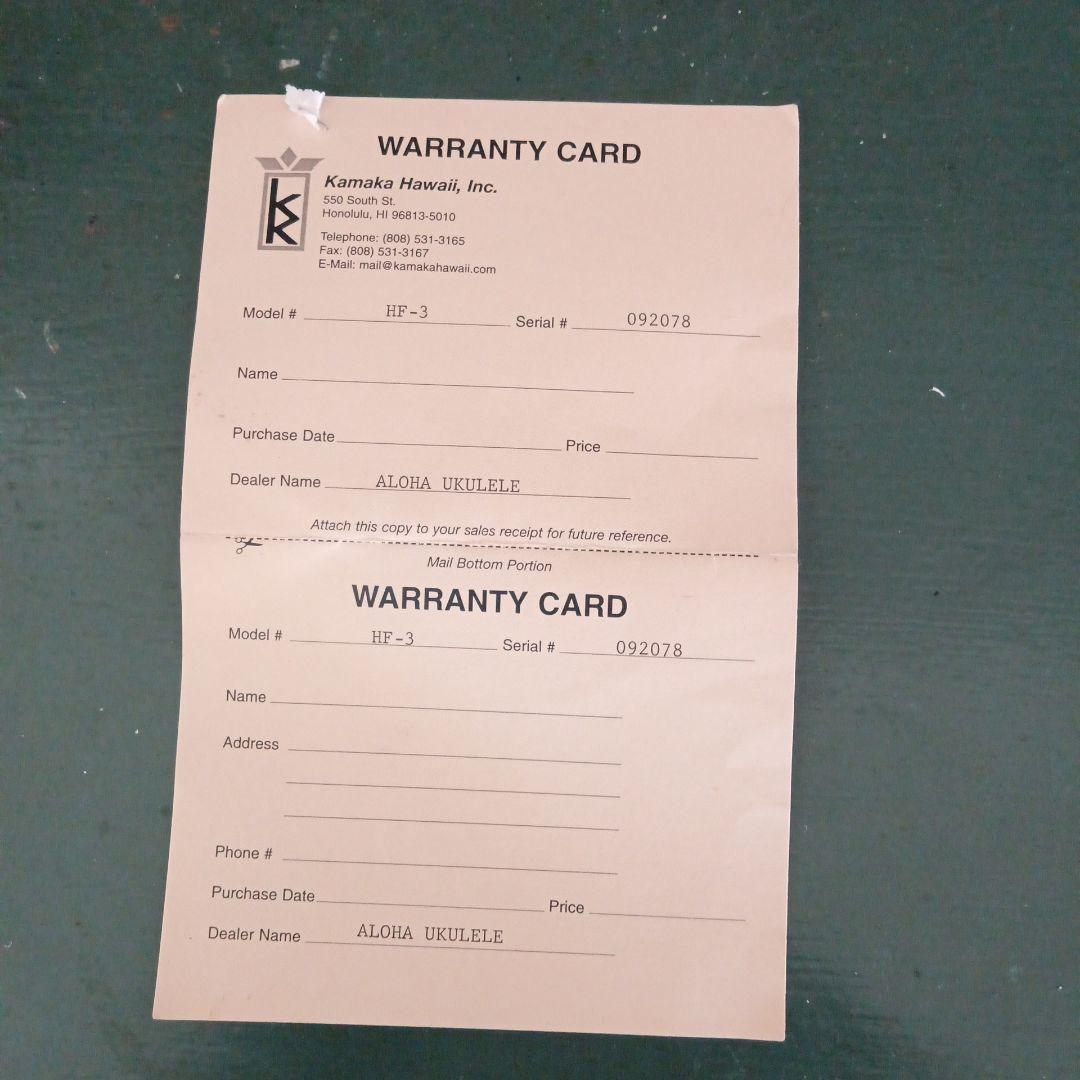 WARRANTY CARD
Kamaka Hawaii, Inc.
550 South St.
Honolulu, HI 96813-5010
Telephone: (808) 531-3165
Fax: (808) 531-3167
E-Mail: mail@kamakahawaii.com
Model # HF-3 Serial # 092078
Name
Purchase Date Price
Dealer Name ALOHA UKULELE
Attach this copy to your sales receipt for future reference.
Mail Bottom Portion
WARRANTY CARD
Model # HF-3 Serial # 092078
Name
Address
Phone #
Purchase Date Price
Dealer Name ALOHA UKULELE